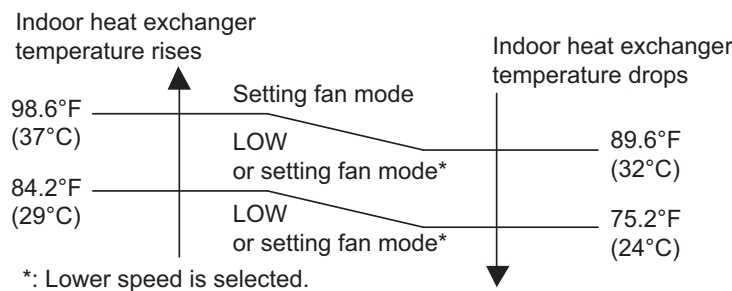 Indoor heat exchanger
temperature rises
Indoor heat exchanger
temperature drops
98.6°F
(37°C)
Setting fan mode
LOW
or setting fan mode*
89.6°F
(32°C)
84.2°F
(29°C)
LOW
or setting fan mode*
75.2°F
(24°C)
*: Lower speed is selected.